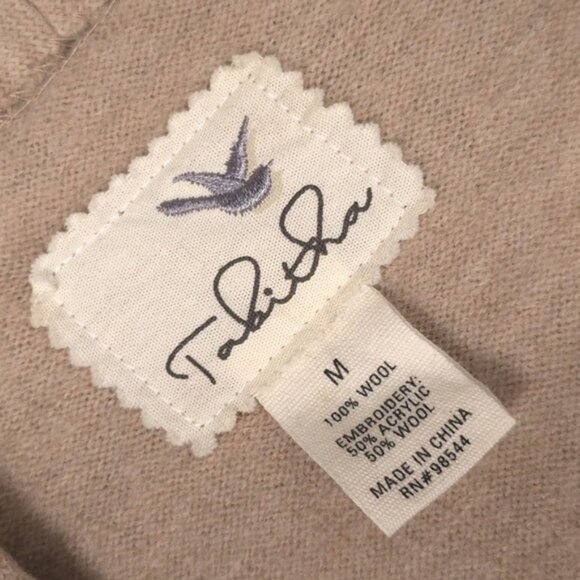 Tabitha
M
100% WOOL
EMBROIDERY:
50% ACRYLIC
50% WOOL
MADE IN CHINA
RN#98544